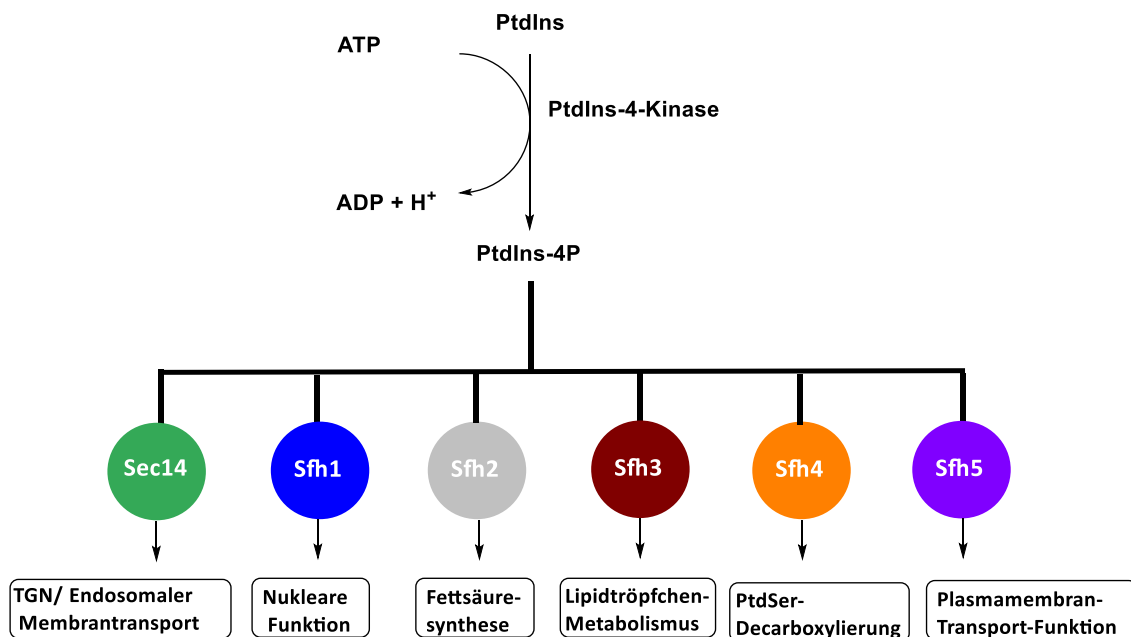 PtdIns
ATP
PtdIns-4-Kinase
ADP + H⁺
PtdIns-4P
Sec14
Sfh1
Sfh2
Sfh3
Sfh4
Sfh5
TGN/ Endosomaler
Membrantransport
Nukleare
Funktion
Fettsäure-
synthese
Lipidtröpfchen-
Metabolismus
PtdSer-
Decarboxylierung
Plasmamembran-
Transport-Funktion